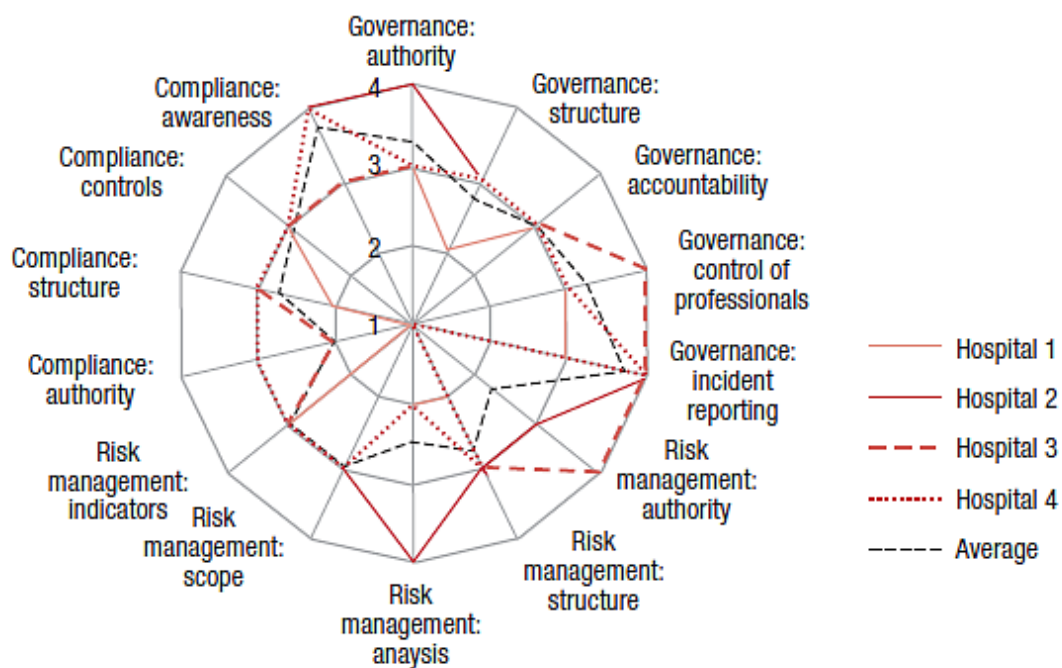 Governance:
authority
Governance:
structure
Governance:
accountability
Governance:
control of
professionals
Governance:
incident
reporting
Risk
management:
authority
Risk
management:
structure
Risk
management:
anaysis
Risk
management:
scope
Risk
management:
indicators
Compliance:
authority
Compliance:
structure
Compliance:
controls
Compliance:
awareness
4
3
2
1
Hospital 1
Hospital 2
Hospital 3
Hospital 4
Average